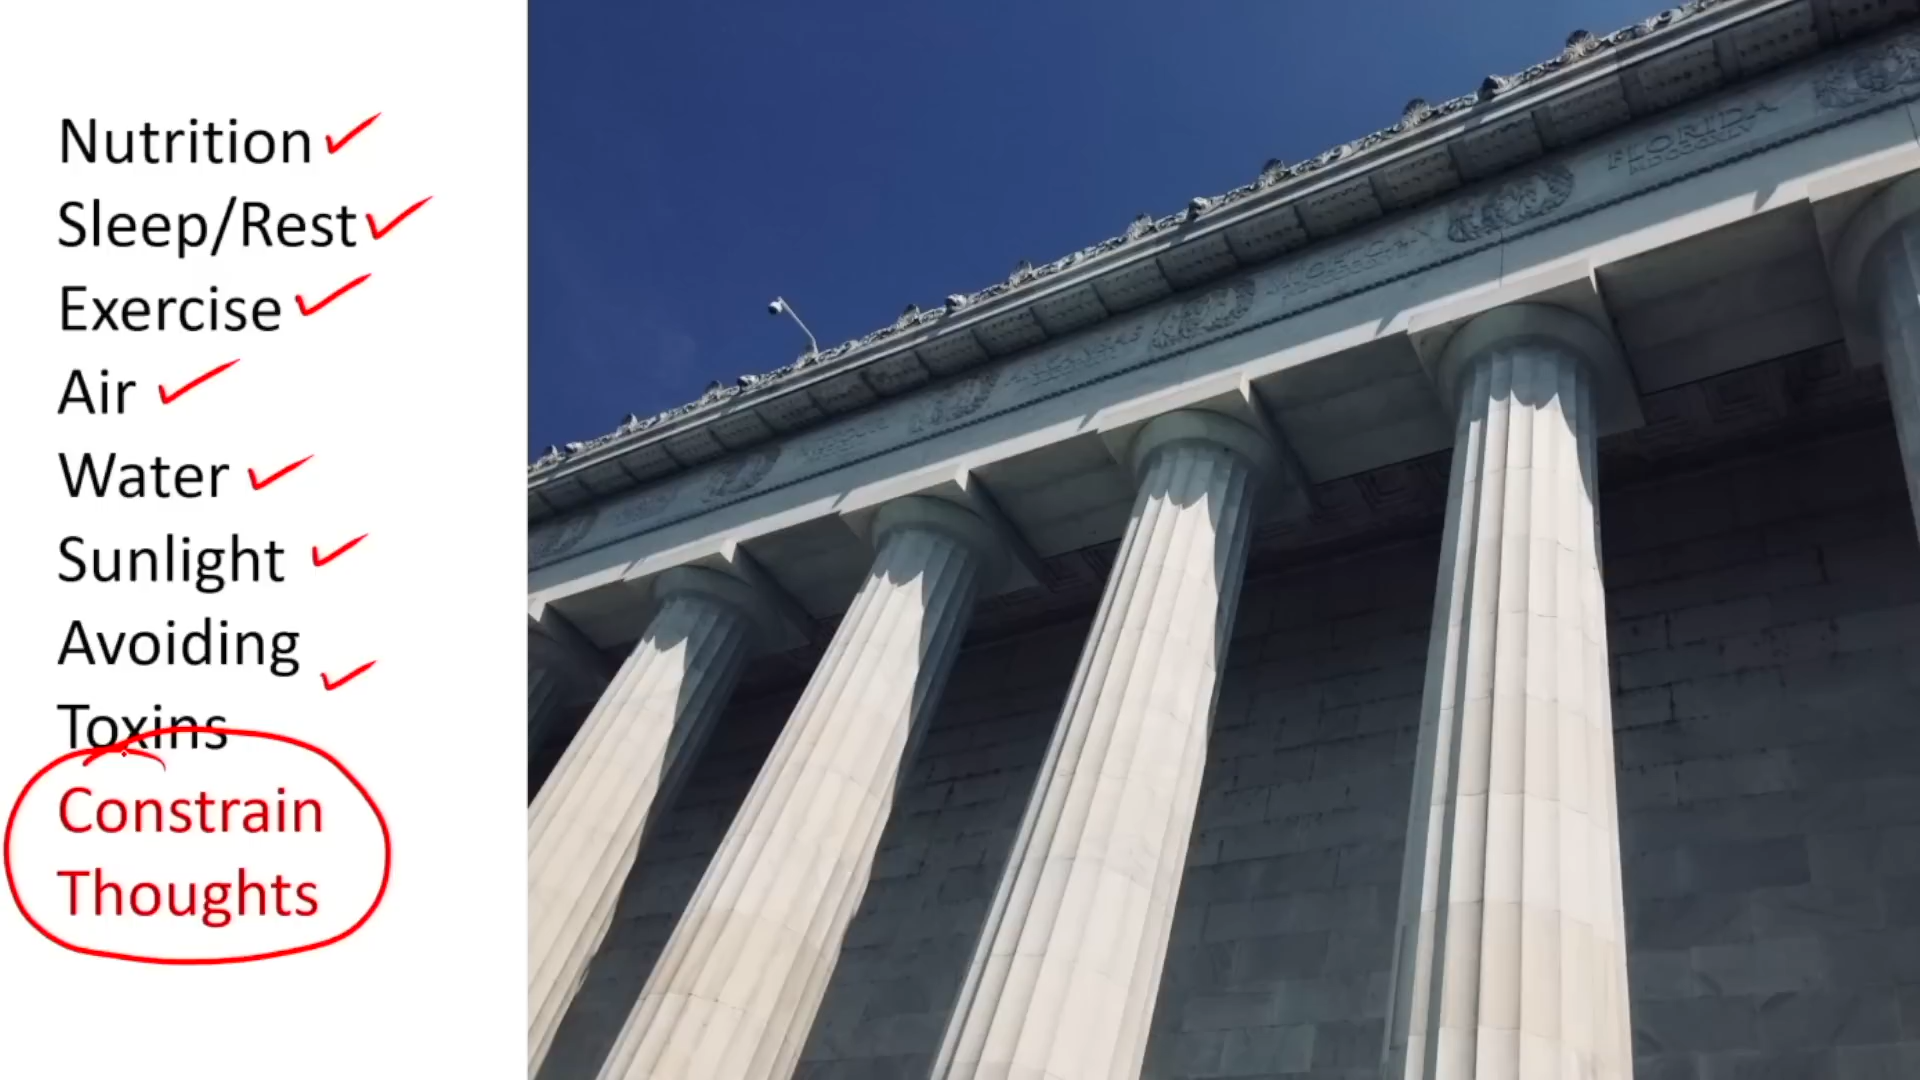 Nutrition
Sleep/Rest
Exercise
Air
Water
Sunlight
Avoiding
Toxins
Constrain
Thoughts
FLORIDA